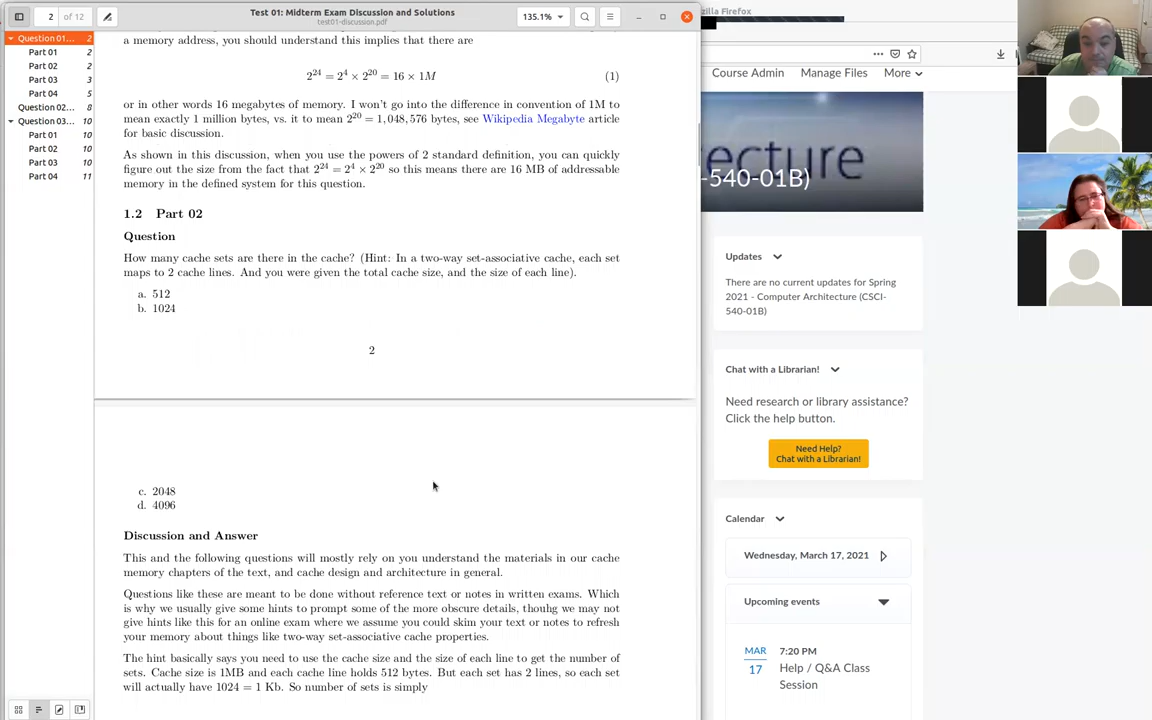 2 of 12
Test 01: Midterm Exam Discussion and Solutions
test01-discussion.pdf
135.1%
Question 01... 2
Part 01 2
Part 02 2
Part 03 3
Part 04 5
Question 02... 8
Question 03... 10
Part 01 10
Part 02 10
Part 03 10
Part 04 11
a memory address, you should understand this implies that there are
2^24 = 2^4 × 2^20 = 16 × 1M (1)
or in other words 16 megabytes of memory. I won't go into the difference in convention of 1M to
mean exactly 1 million bytes, vs. it to mean 2^20 = 1,048,576 bytes, see Wikipedia Megabyte article
for basic discussion.
As shown in this discussion, when you use the powers of 2 standard definition, you can quickly
figure out the size from the fact that 2^24 = 2^4 × 2^20 so this means there are 16 MB of addressable
memory in the defined system for this question.
1.2 Part 02
Question
How many cache sets are there in the cache? (Hint: In a two-way set-associative cache, each set
maps to 2 cache lines. And you were given the total cache size, and the size of each line).
a. 512
b. 1024
2
c. 2048
d. 4096
Discussion and Answer
This and the following questions will mostly rely on you understand the materials in our cache
memory chapters of the text, and cache design and architecture in general.
Questions like these are meant to be done without reference text or notes in written exams. Which
is why we usually give some hints to prompt some of the more obscure details, thouhg we may not
give hints like this for an online exam where we assume you could skim your text or notes to refresh
your memory about things like two-way set-associative cache properties.
The hint basically says you need to use the cache size and the size of each line to get the number of
sets. Cache size is 1MB and each cache line holds 512 bytes. But each set has 2 lines, so each set
will actually have 1024 = 1 Kb. So number of sets is simply
zilla Firefox
Course Admin Manage Files More
ecture
-540-01B)
Updates
There are no current updates for Spring
2021 - Computer Architecture (CSCI-
540-01B)
Chat with a Librarian!
Need research or library assistance?
Click the help button.
Need Help?
Chat with a Librarian!
Calendar
Wednesday, March 17, 2021
Upcoming events
MAR
17
7:20 PM
Help / Q&A Class
Session